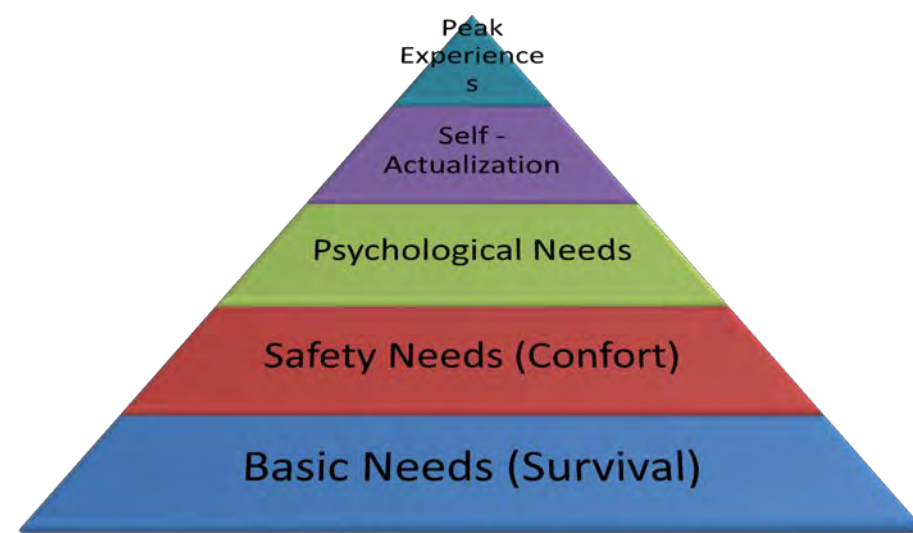 Peak
Experience
s
Self -
Actualization
Psychological Needs
Safety Needs (Confort)
Basic Needs (Survival)